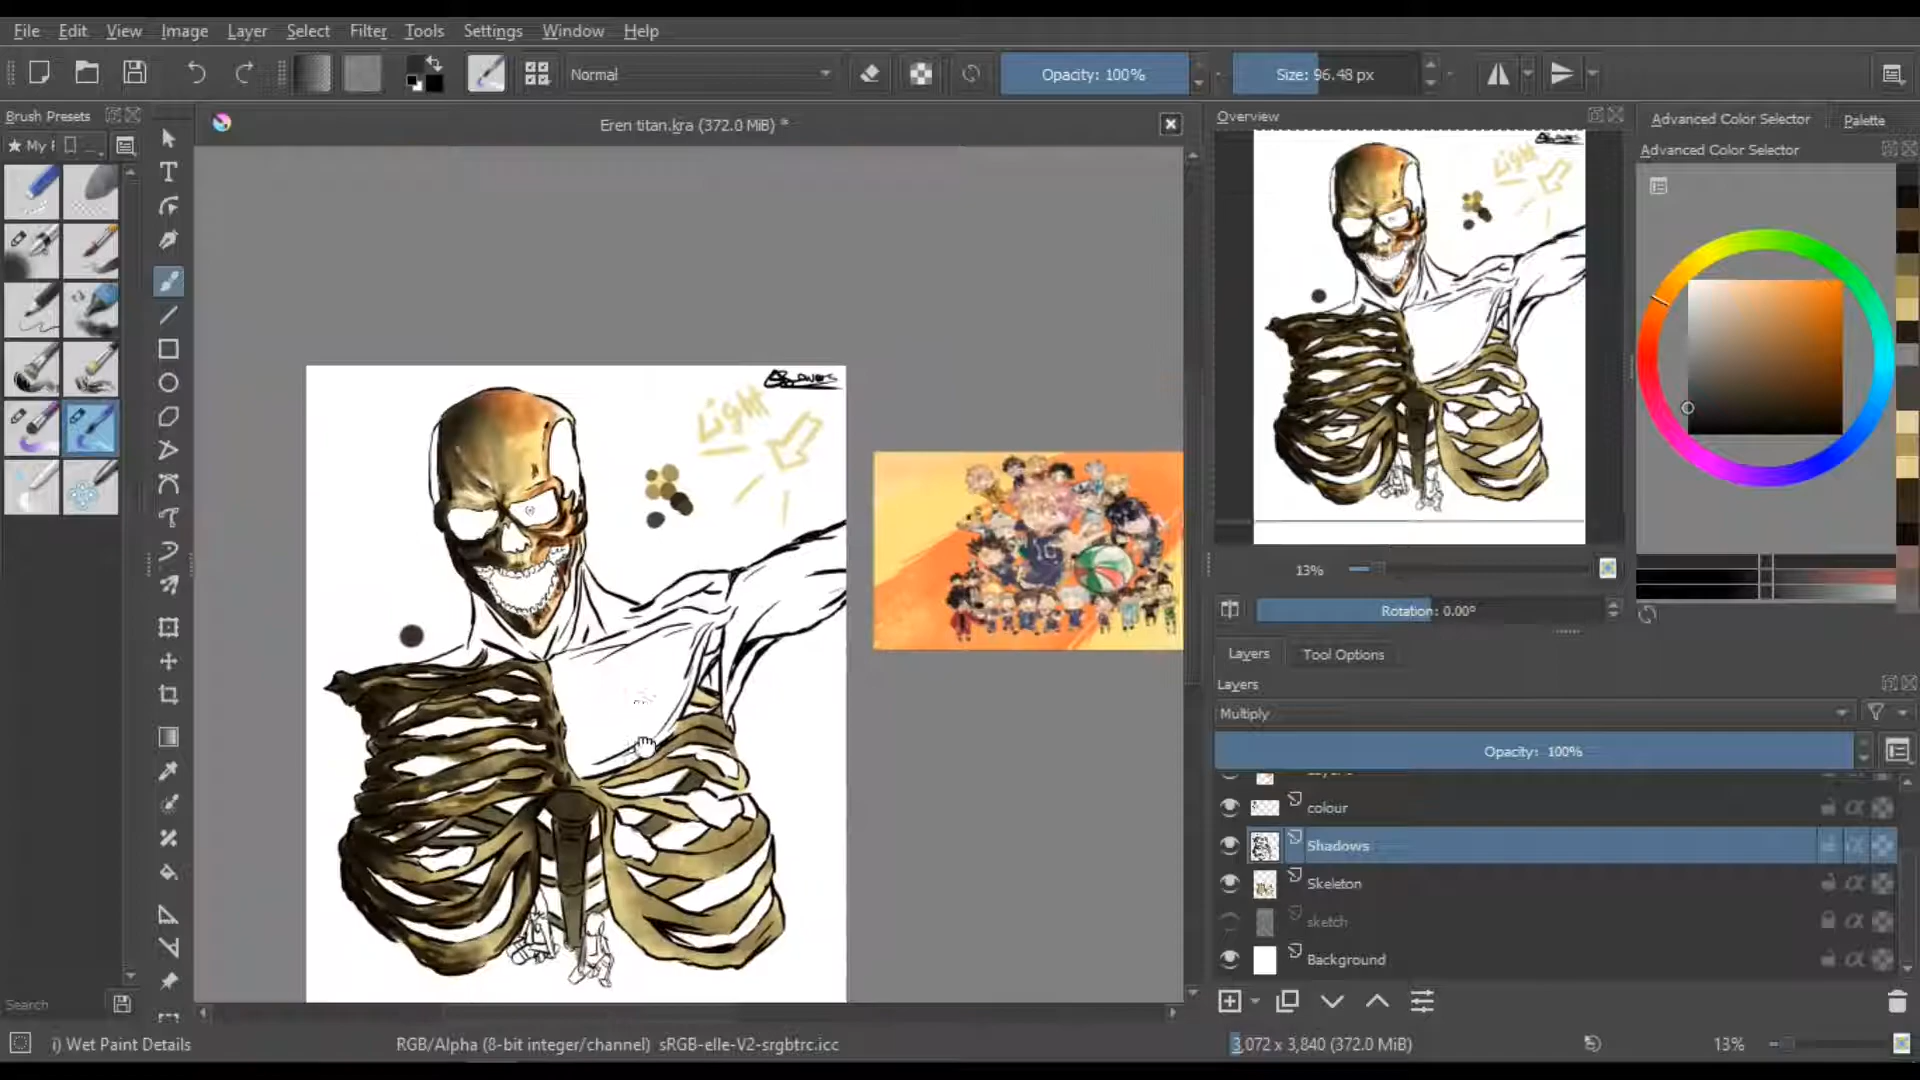 File Edit View Image Layer Select Filter Tools Settings Window Help
Normal
Opacity: 100%
Size: 96.48 px
Brush Presets
Eren titan.kra (372.0 MiB) *
Overview
Advanced Color Selector
Palette
Advanced Color Selector
★ My
Light
Light
10
13%
Rotation: 0.00°
Layers
Tool Options
Layers
Multiply
Opacity: 100%
colour
Shadows
Skeleton
sketch
Background
Search
i) Wet Paint Details
RGB/Alpha (8-bit integer/channel) sRGB-elle-V2-srgbtrc.icc
3,072 x 3,840 (372.0 MiB)
13%